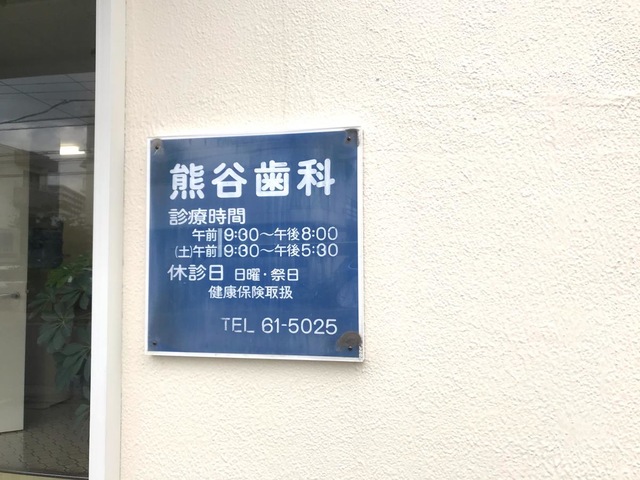 熊谷歯科
診療時間
午前9:30〜午後8:00
(土)午前9:30〜午後5:30
休診日 日曜・祭日
健康保険取扱
TEL 61-5025